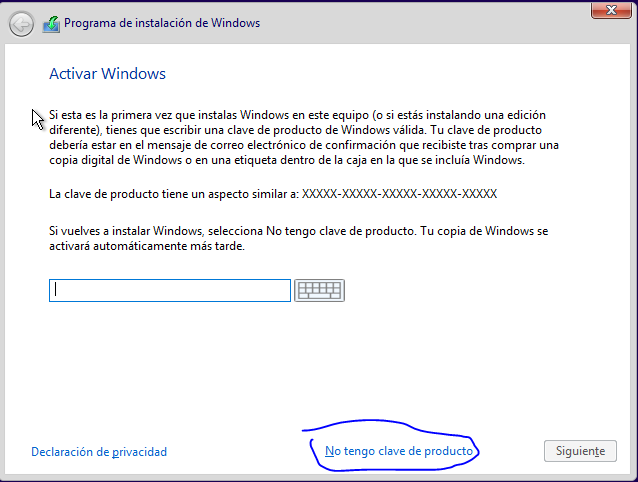 Programa de instalación de Windows
Activar Windows
Si esta es la primera vez que instalas Windows en este equipo (o si estás instalando una edición
diferente), tienes que escribir una clave de producto de Windows válida. Tu clave de producto
debería estar en el mensaje de correo electrónico de confirmación que recibiste tras comprar una
copia digital de Windows o en una etiqueta dentro de la caja en la que se incluía Windows.
La clave de producto tiene un aspecto similar a: XXXXX-XXXXX-XXXXX-XXXXX-XXXXX
Si vuelves a instalar Windows, selecciona No tengo clave de producto. Tu copia de Windows se
activará automáticamente más tarde.
Declaración de privacidad
No tengo clave de producto
Siguiente